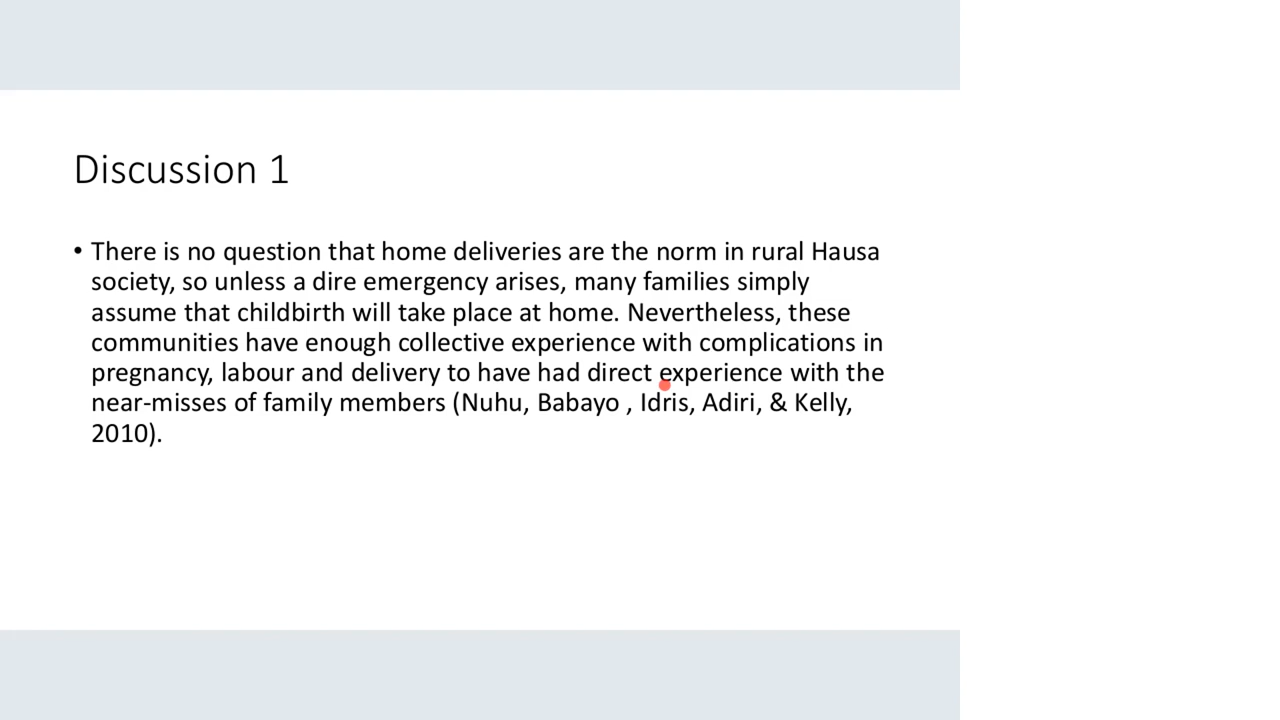 Discussion 1
• There is no question that home deliveries are the norm in rural Hausa
society, so unless a dire emergency arises, many families simply
assume that childbirth will take place at home. Nevertheless, these
communities have enough collective experience with complications in
pregnancy, labour and delivery to have had direct experience with the
near-misses of family members (Nuhu, Babayo , Idris, Adiri, & Kelly,
2010).